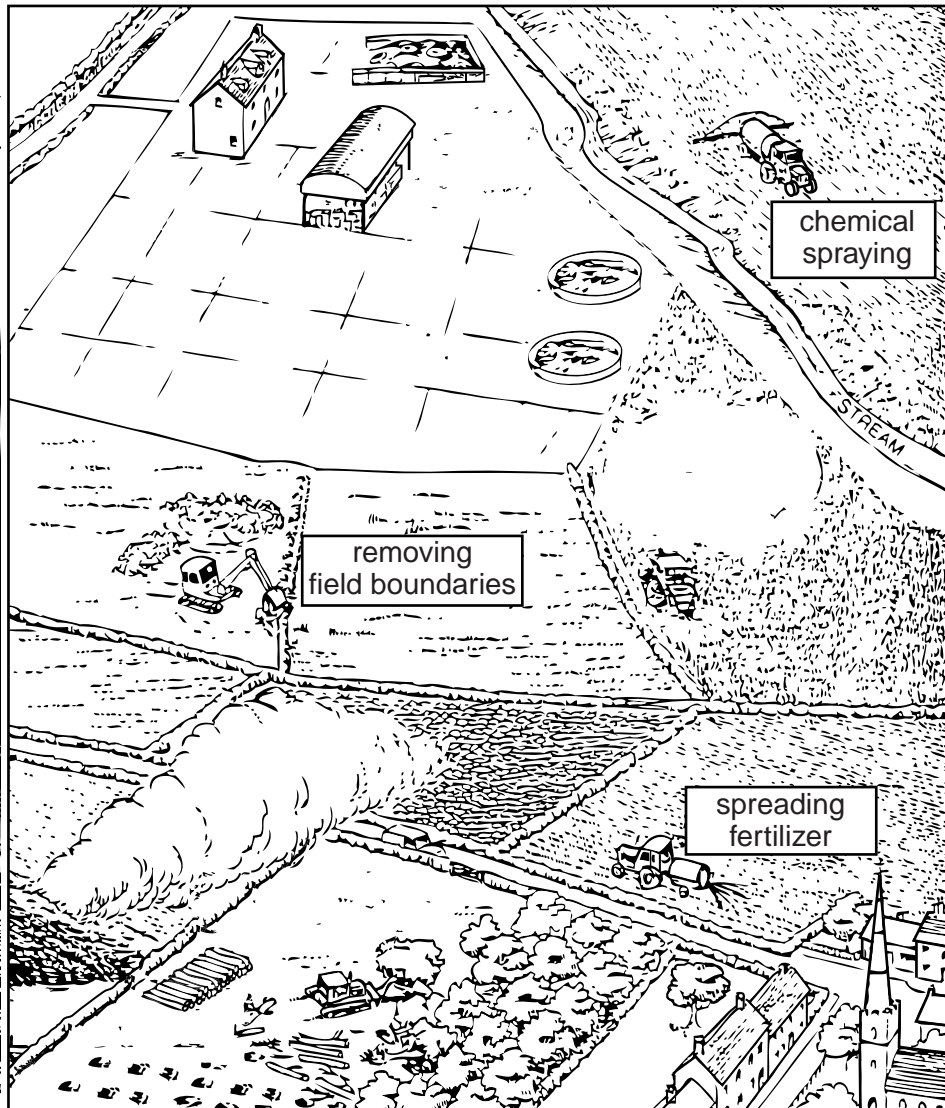 chemical
spraying
STREAM
removing
field boundaries
spreading
fertilizer